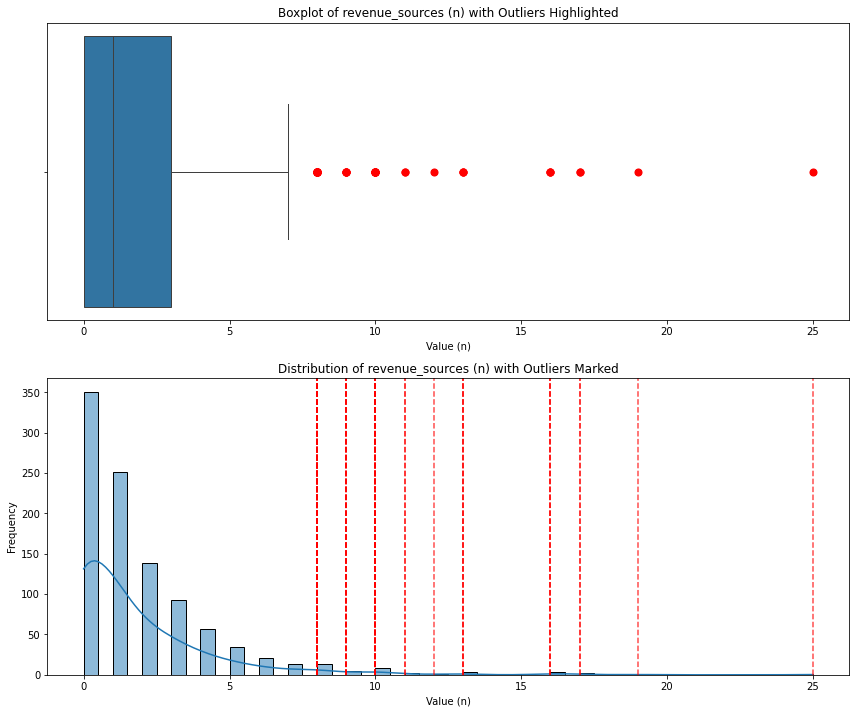 Boxplot of revenue_sources (n) with Outliers Highlighted
0 5 10 15 20 25
Value (n)
Distribution of revenue_sources (n) with Outliers Marked
Frequency
350
300
250
200
150
100
50
0
0 5 10 15 20 25
Value (n)